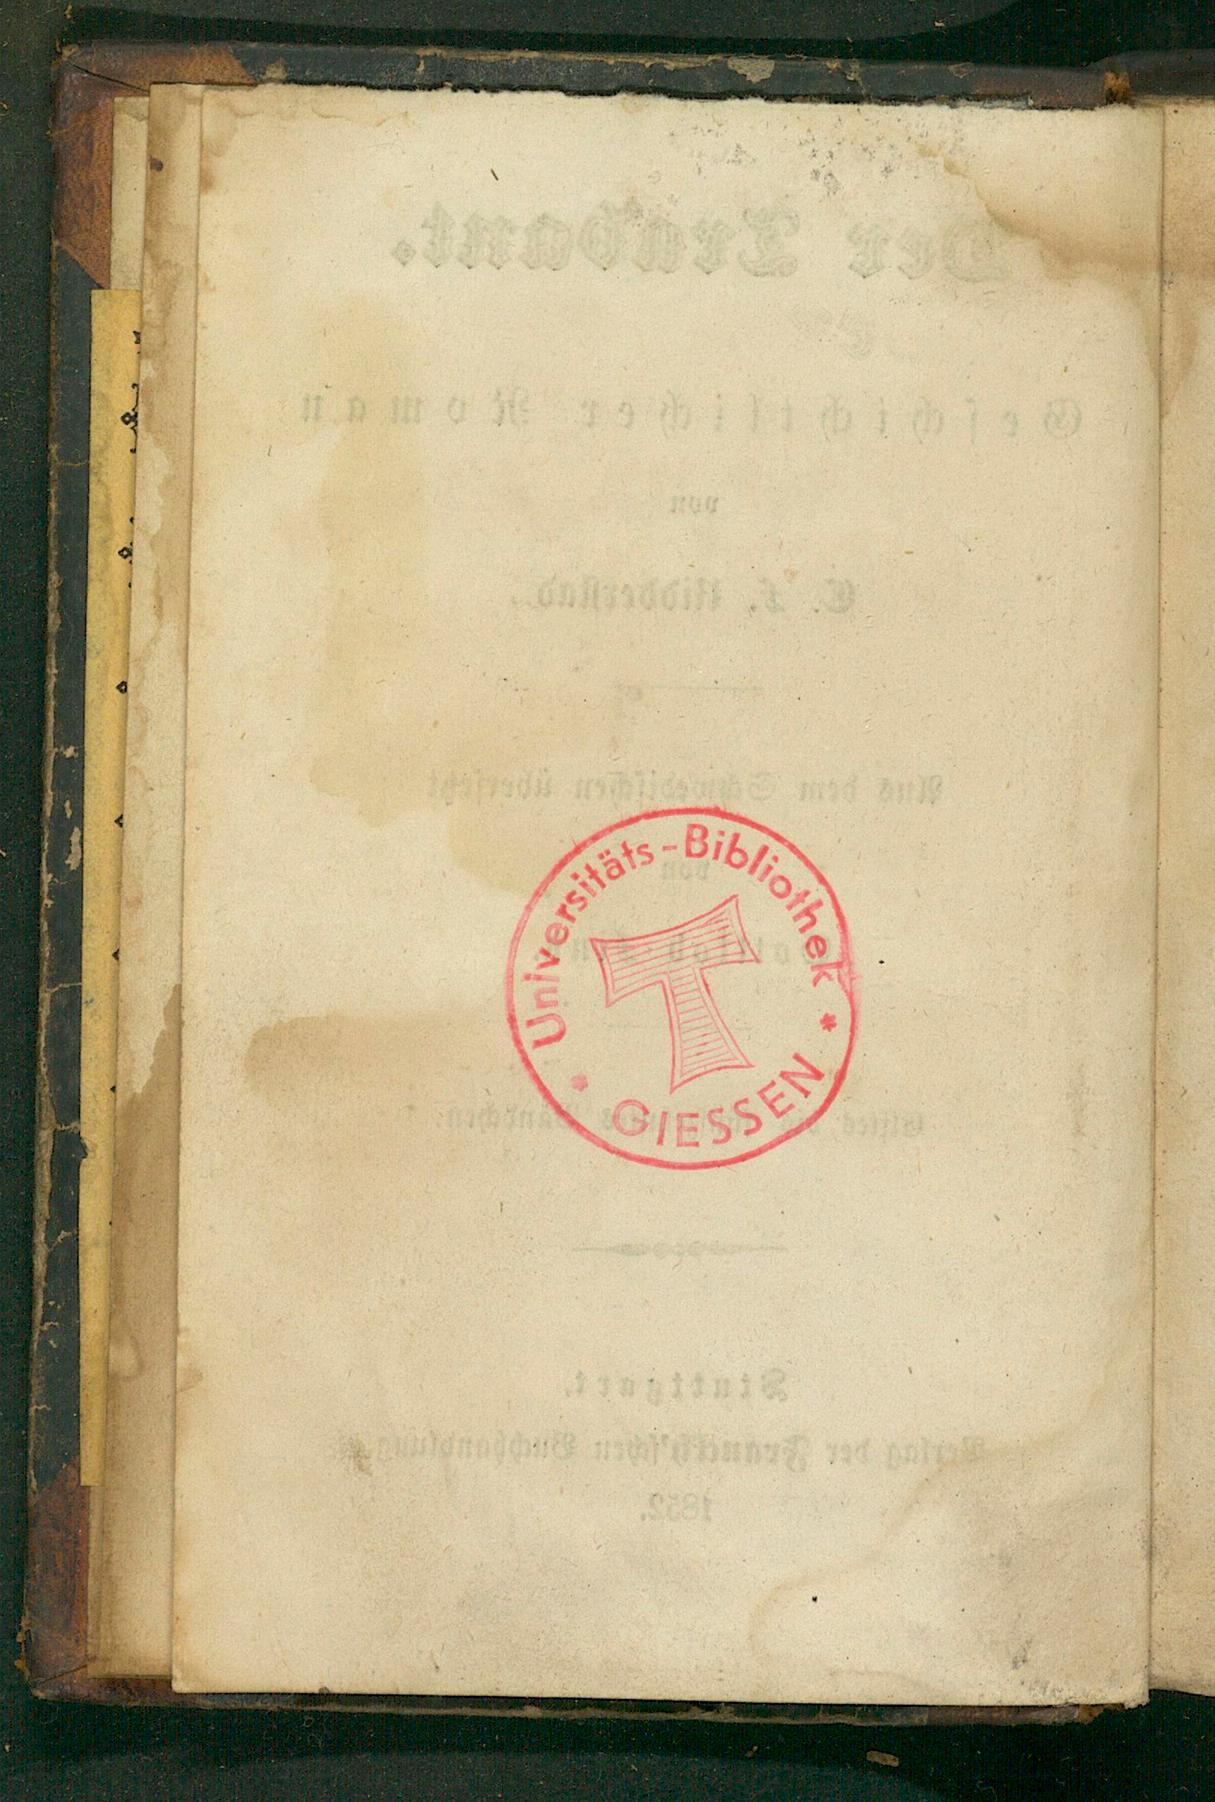 Der Trabant.
Geschichtlicher Roman
von
C. F. Ridderstad.
Aus dem Schwedischen übersetzt
von
Universitäts-Bibliothek
* GIESSEN *
Bändchen.
Stuttgart.
Verlag der Franckh'schen Buchhandlung.
1852.